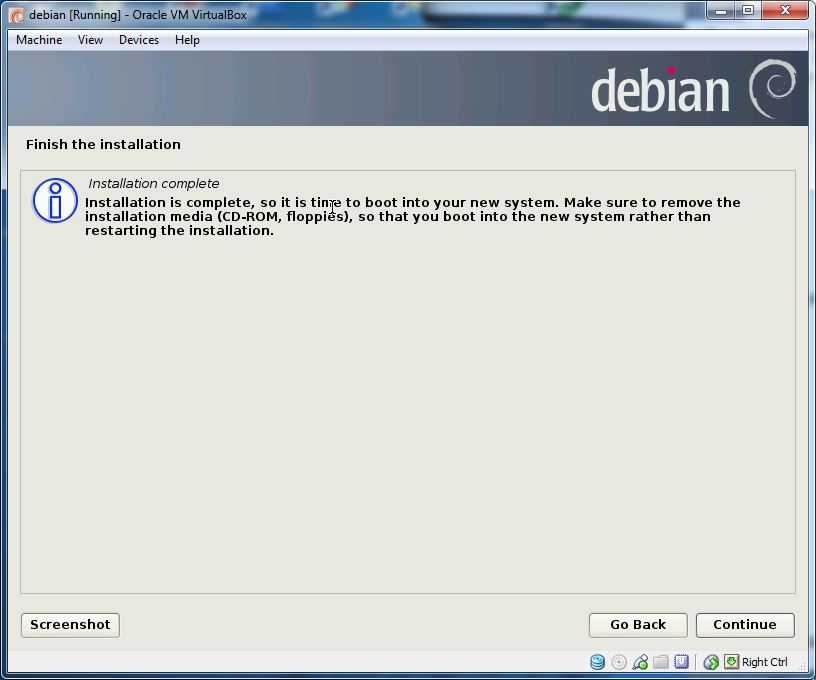 debian [Running] - Oracle VM VirtualBox
Machine View Devices Help
debian
Finish the installation
Installation complete
Installation is complete, so it is time to boot into your new system. Make sure to remove the
installation media (CD-ROM, floppies), so that you boot into the new system rather than
restarting the installation.
Screenshot Go Back Continue
Right Ctrl